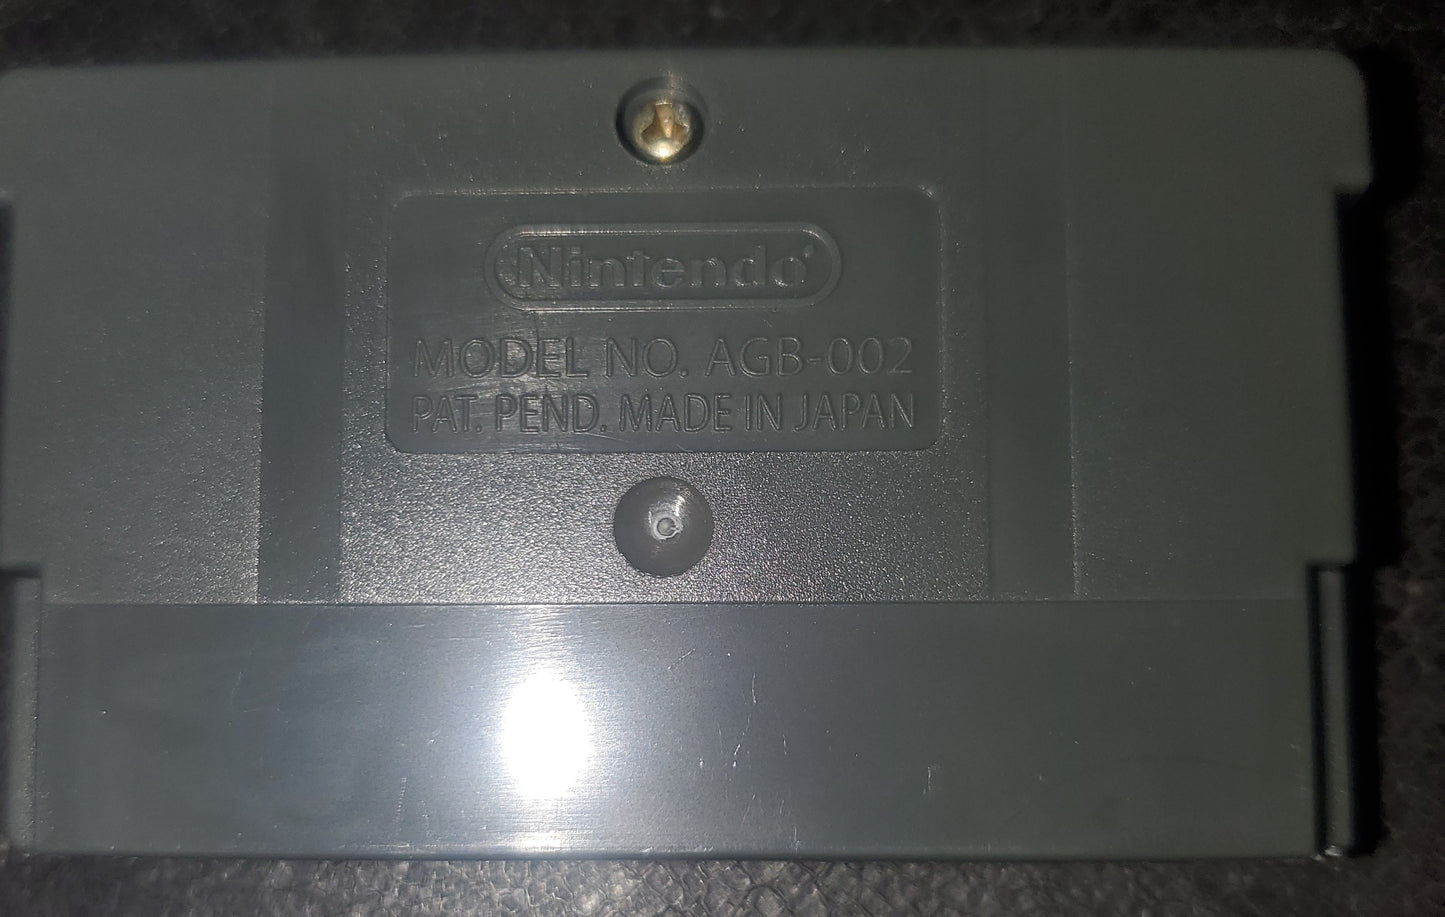 Nintendo®
MODEL NO. AGB-002
PAT. PEND. MADE IN JAPAN